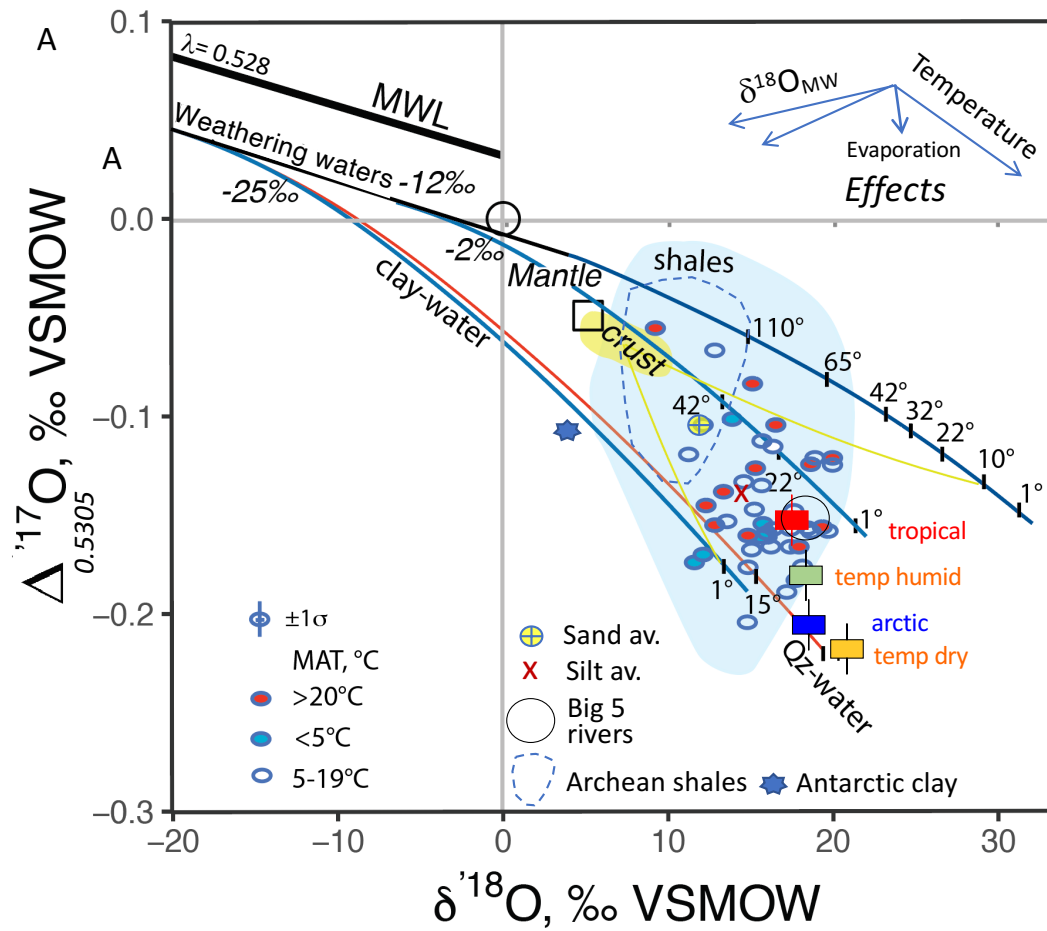 A
0.1
λ= 0.528
MWL
δ18OMW
Temperature
Evaporation
Effects
A
Weathering waters
-12‰
-25‰
0.0
-2‰
Mantle
shales
clay-water
crust
110°
65°
42°
32°
22°
10°
1°
−0.1
42°
22°
1°
tropical
temp humid
1°
15°
arctic
temp dry
Qz-water
−0.2
±1σ
MAT, °C
>20°C
<5°C
5-19°C
Sand av.
X Silt av.
Big 5
rivers
Archean shales
Antarctic clay
−0.3
−20
−10
0
10
20
30
δ'18O, ‰ VSMOW
Δ'17O, ‰ VSMOW
0.5305
X